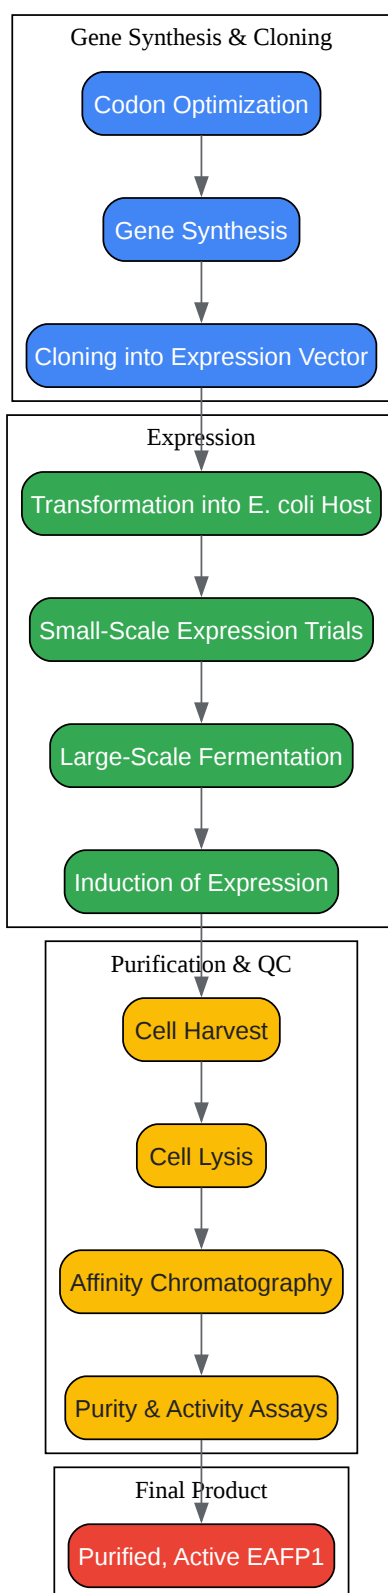 Gene Synthesis & Cloning
Codon Optimization
Gene Synthesis
Cloning into Expression Vector
Expression
Transformation into E. coli Host
Small-Scale Expression Trials
Large-Scale Fermentation
Induction of Expression
Purification & QC
Cell Harvest
Cell Lysis
Affinity Chromatography
Purity & Activity Assays
Final Product
Purified, Active EAFP1